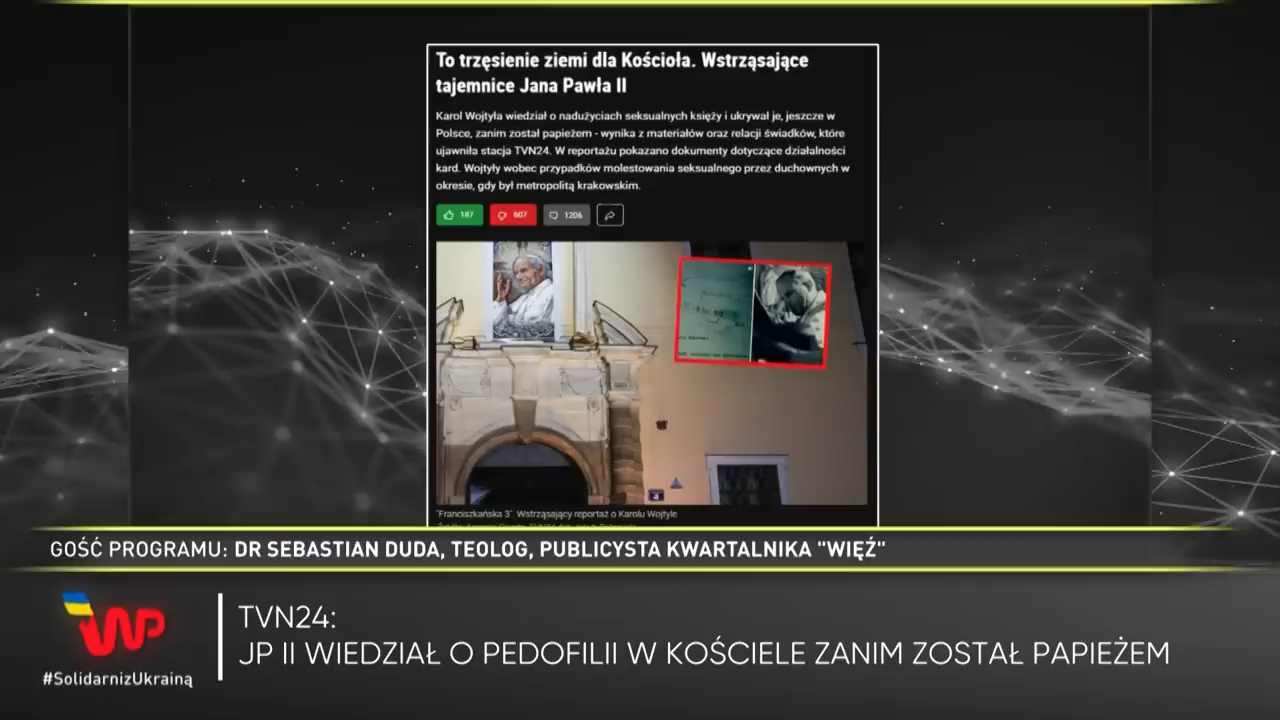 To trzęsienie ziemi dla Kościoła. Wstrząsające
tajemnice Jana Pawła II
Karol Wojtyła wiedział o nadużyciach seksualnych księży i ukrywał je, jeszcze w
Polsce, zanim został papieżem - wynika z materiałów oraz relacji świadków, które
ujawniła stacja TVN24. W reportażu pokazano dokumenty dotyczące działalności
kard. Wojtyły wobec przypadków molestowania seksualnego przez duchownych w
okresie, gdy był metropolitą krakowskim.
187 607 1206
"Franciszkańska 3". Wstrząsający reportaż o Karolu Wojtyle
GOŚĆ PROGRAMU: DR SEBASTIAN DUDA, TEOLOG, PUBLICYSTA KWARTALNIKA "WIĘŹ"
WP
#SolidarnizUkrainą
TVN24:
JP II WIEDZIAŁ O PEDOFILII W KOŚCIELE ZANIM ZOSTAŁ PAPIEŻEM